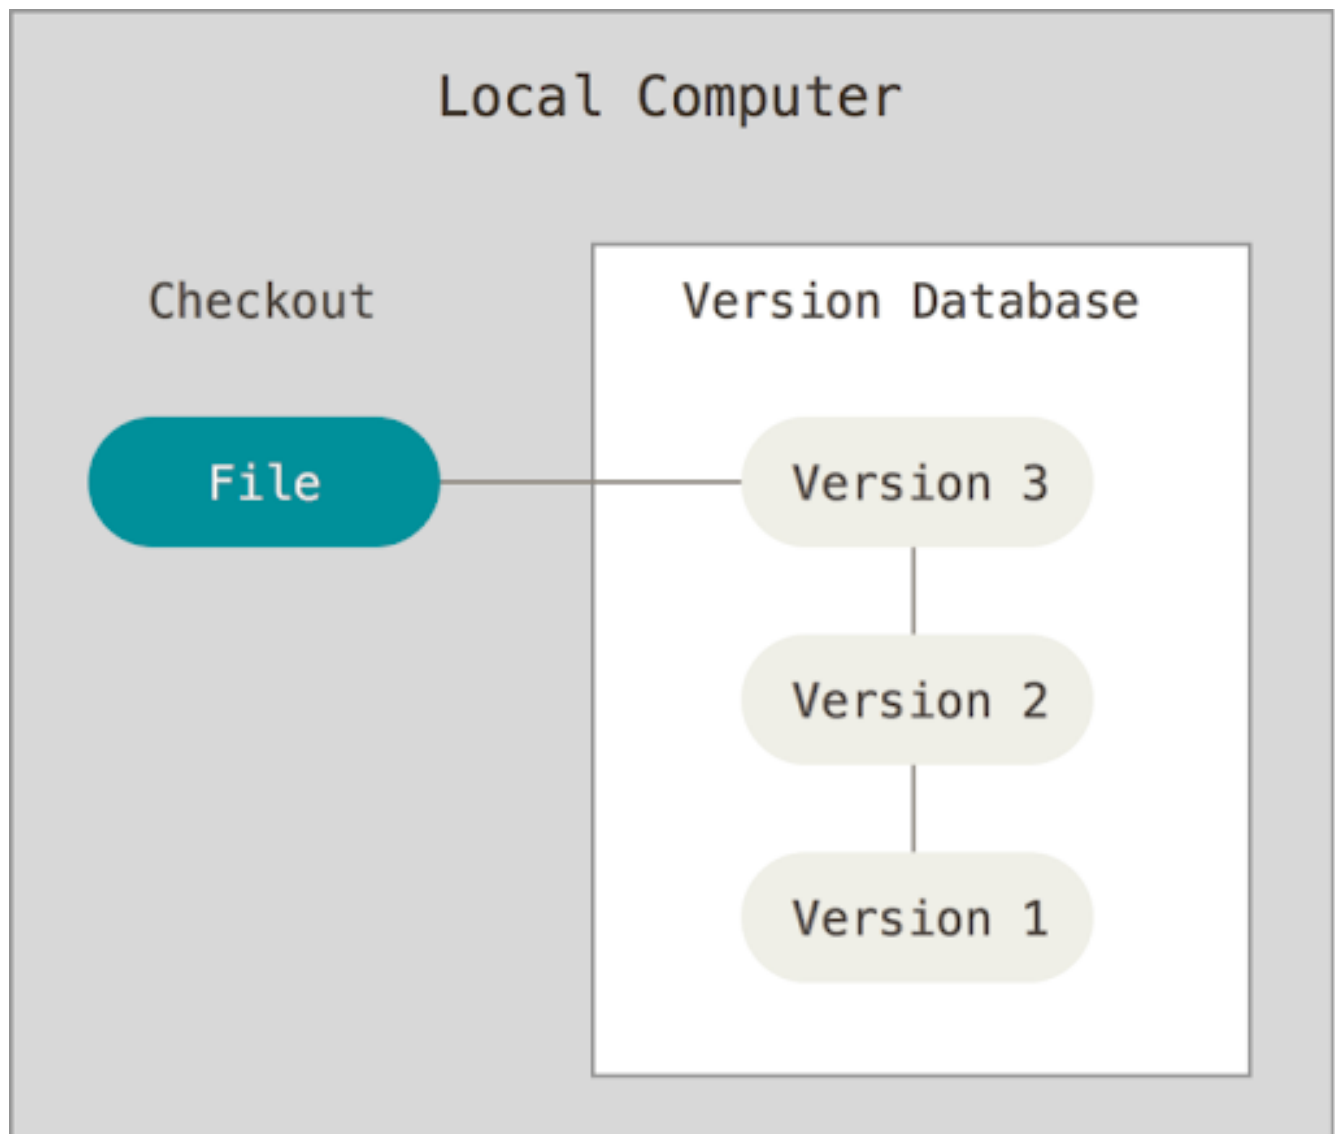 Local Computer
Checkout
Version Database
File
Version 3
Version 2
Version 1